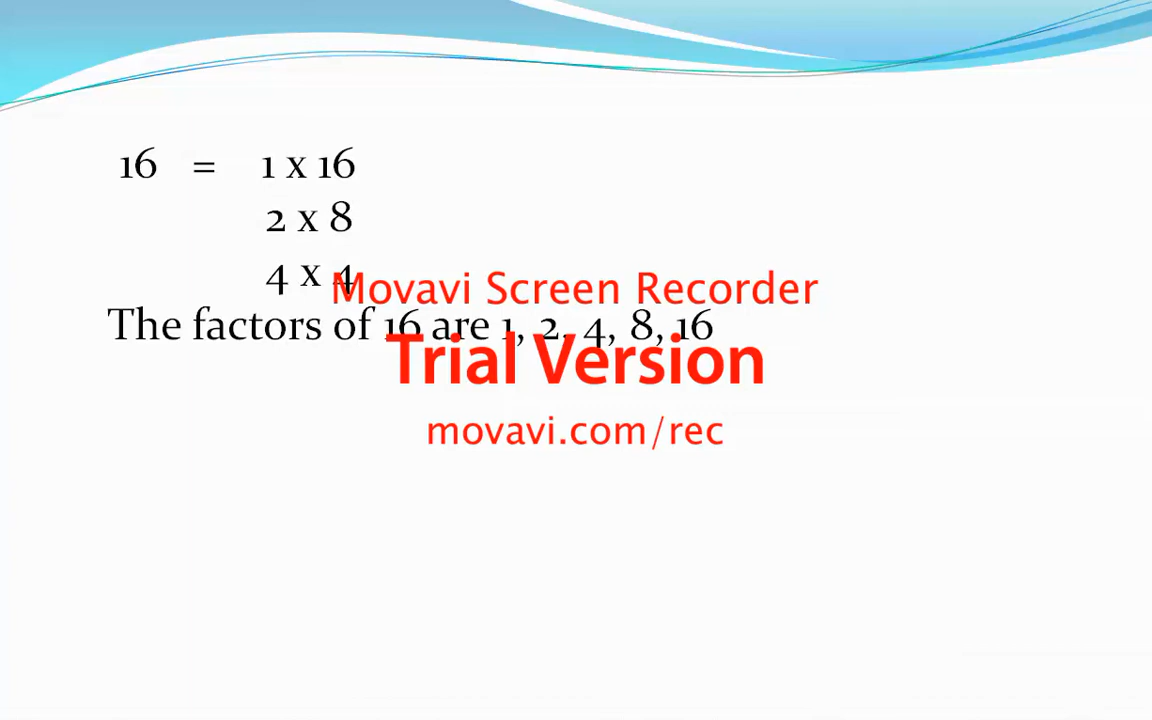 16 = 1 x 16
2 x 8
4 x 4
Movavi Screen Recorder
The factors of 16 are 1, 2, 4, 8, 16
Trial Version
movavi.com/rec